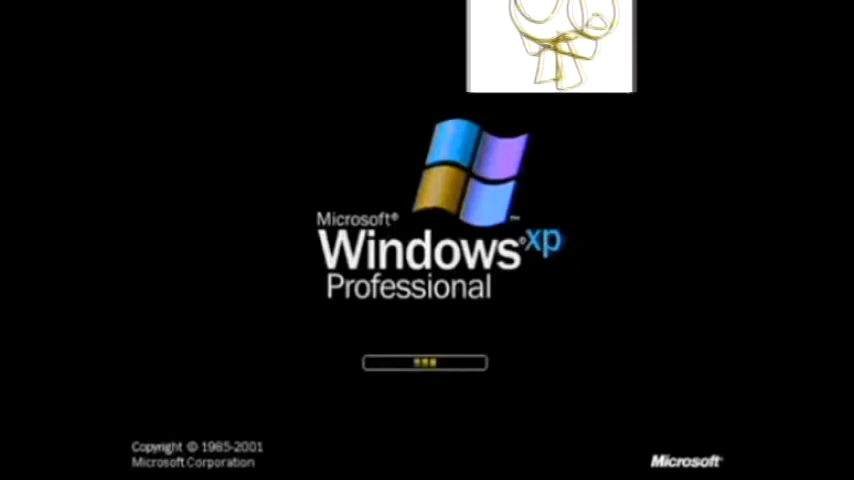 Microsoft®
Windows® xp
Professional
Copyright © 1985-2001
Microsoft Corporation
Microsoft